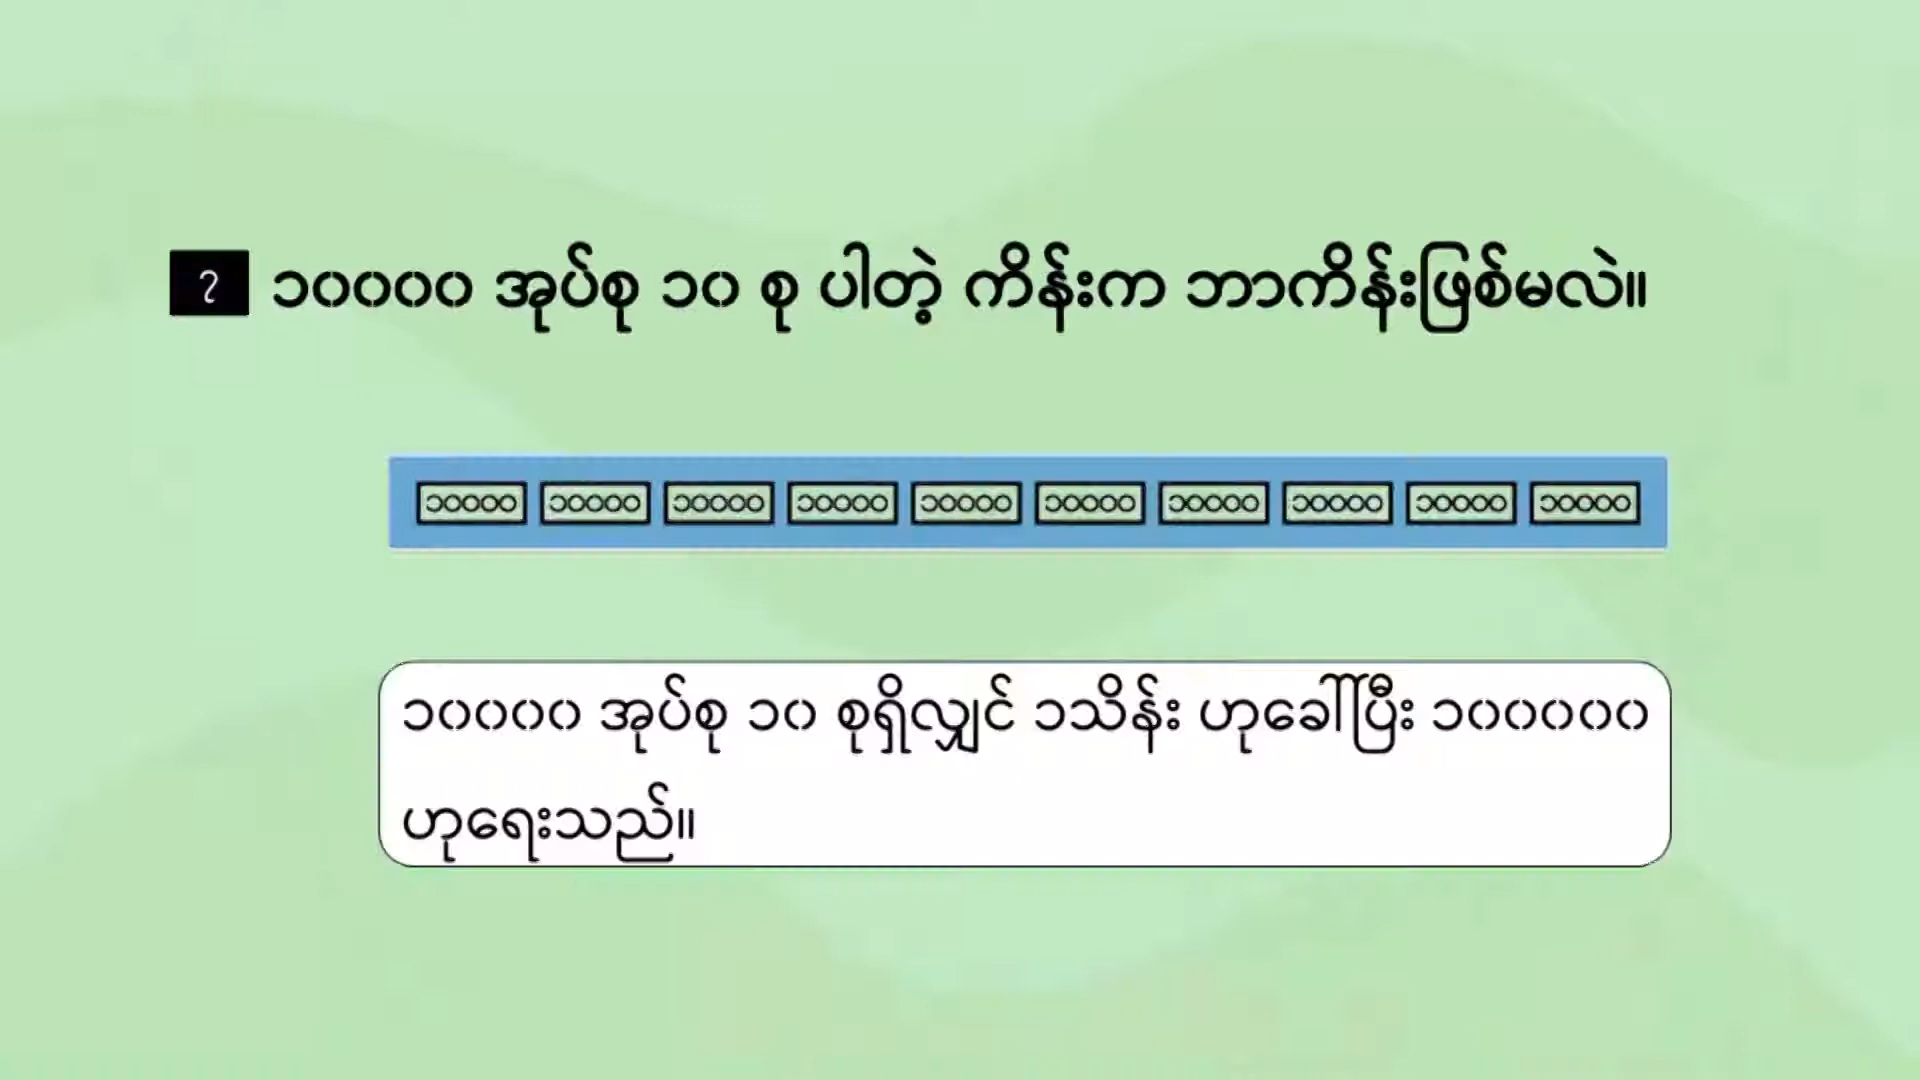 ၃ ၁၀၀၀၀ အုပ်စု ၁၀ စု ပါတဲ့ ကိန်းက ဘာကိန်းဖြစ်မလဲ။
၁၀၀၀၀ ၁၀၀၀၀ ၁၀၀၀၀ ၁၀၀၀၀ ၁၀၀၀၀ ၁၀၀၀၀ ၁၀၀၀၀ ၁၀၀၀၀ ၁၀၀၀၀ ၁၀၀၀၀
၁၀၀၀၀ အုပ်စု ၁၀ စုရှိလျှင် ၁သိန်း ဟုခေါ်ပြီး ၁၀၀၀၀၀
ဟုရေးသည်။